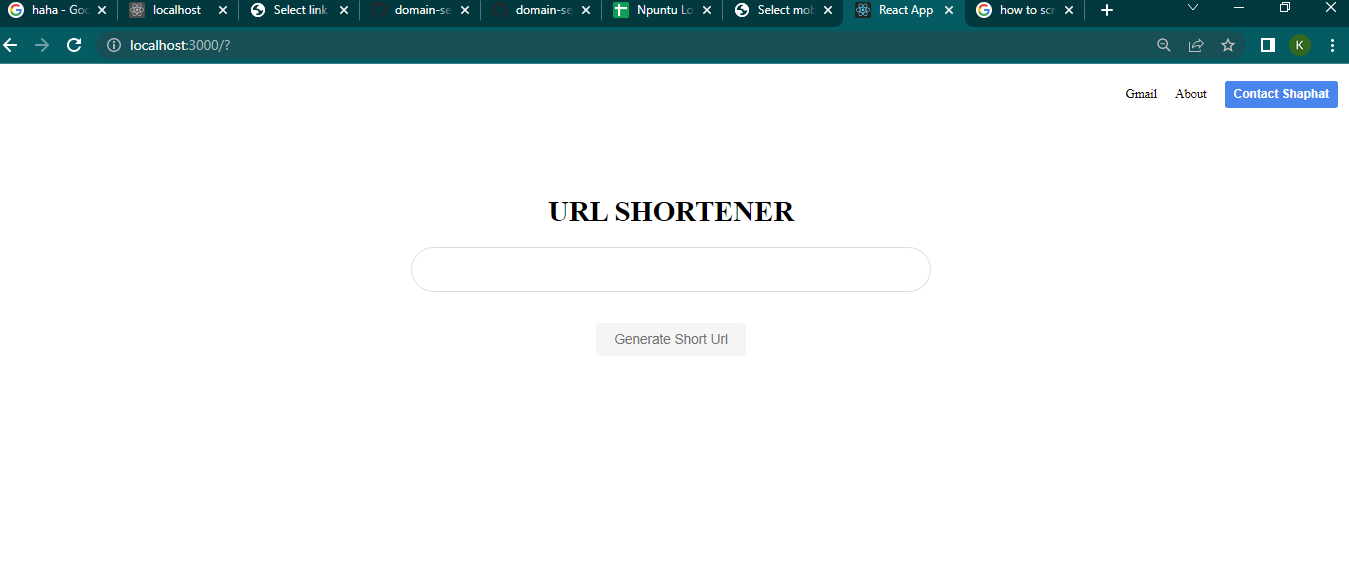 haha - Goo
localhost
Select link
domain-se
domain-se
Npuntu Lo
Select mob
React App
how to scr
localhost:3000/?
K
Gmail
About
Contact Shaphat
URL SHORTENER
Generate Short Url